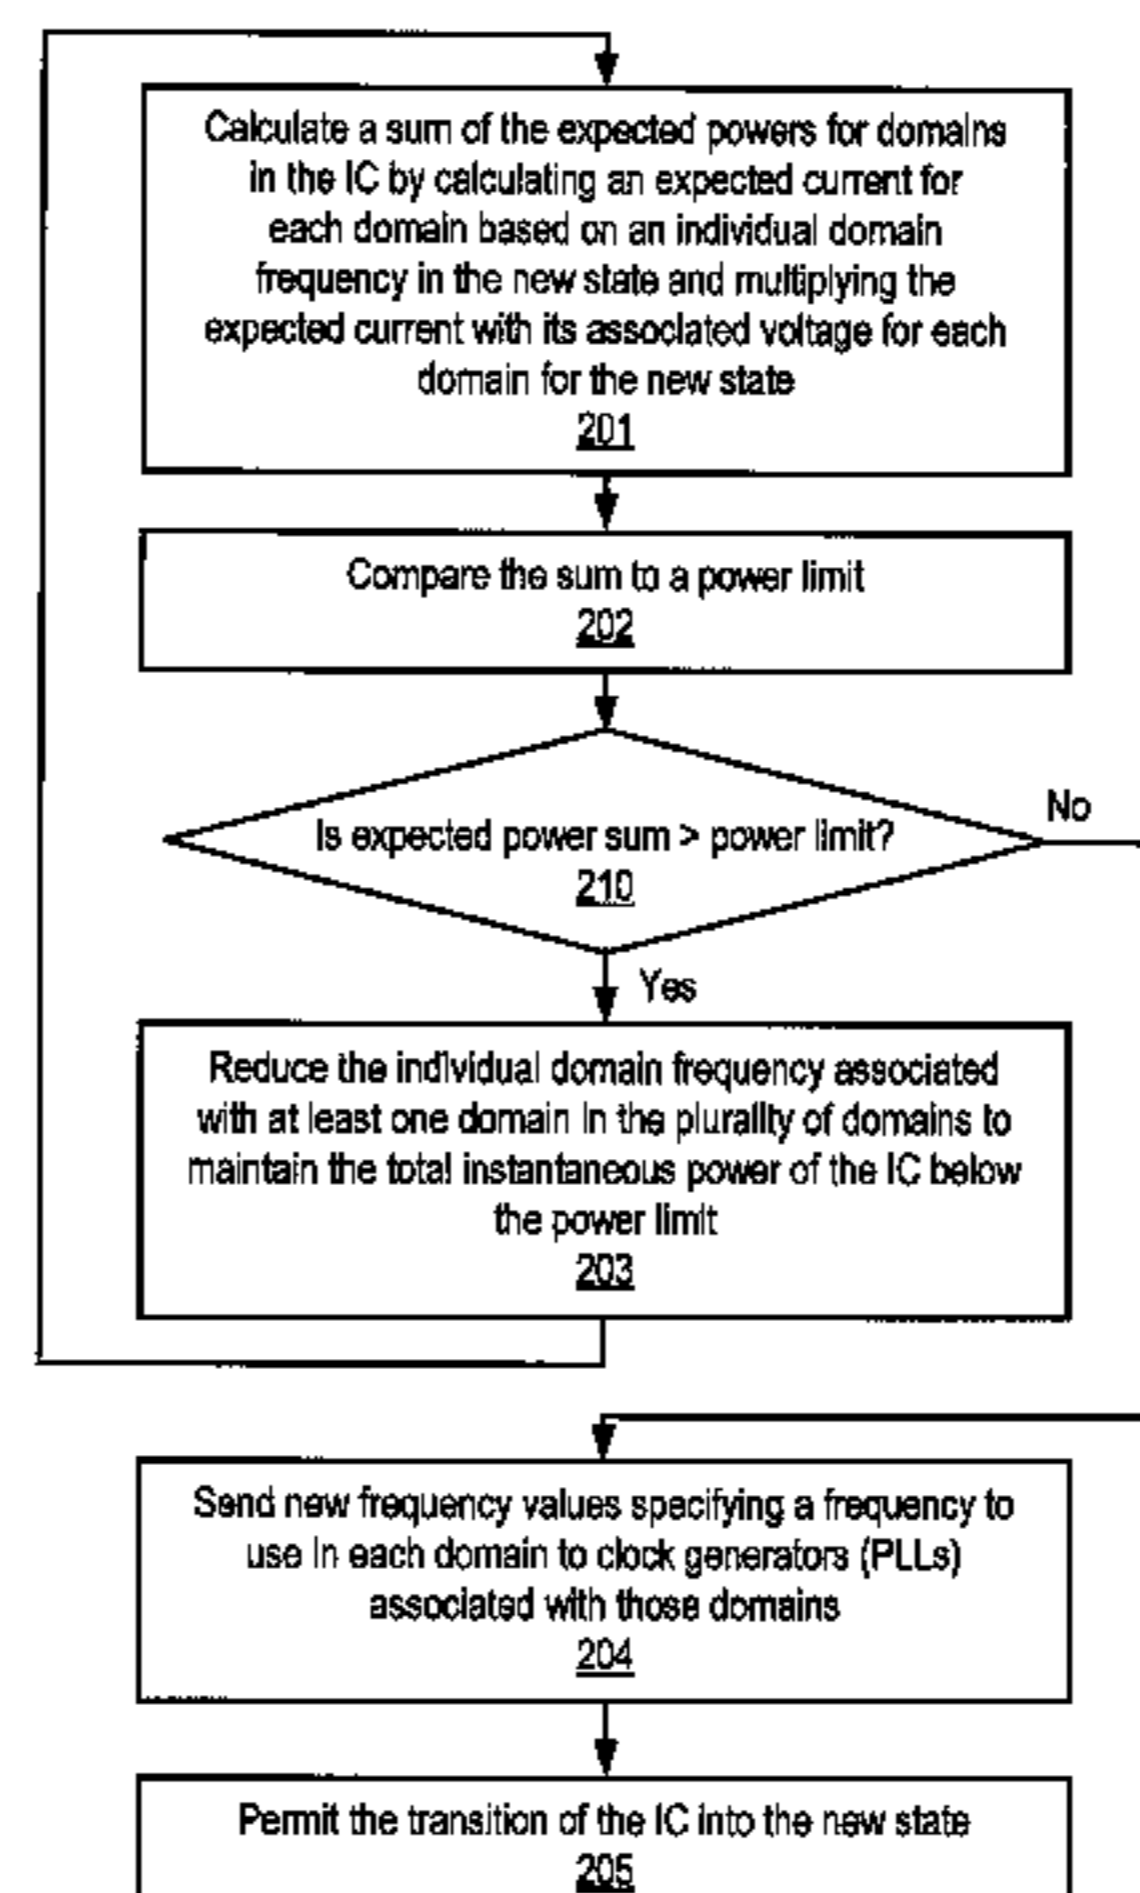 Calculate a sum of the expected powers for domains
in the IC by calculating an expected current for
each domain based on an individual domain
frequency in the new state and multiplying the
expected current with its associated voltage for each
domain for the new state
201
Compare the sum to a power limit
202
No
Is expected power sum > power limit?
210
Yes
Reduce the individual domain frequency associated
with at least one domain in the plurality of domains to
maintain the total instantaneous power of the IC below
the power limit
203
Send new frequency values specifying a frequency to
use in each domain to clock generators (PLLs)
associated with those domains
204
Permit the transition of the IC into the new state
205